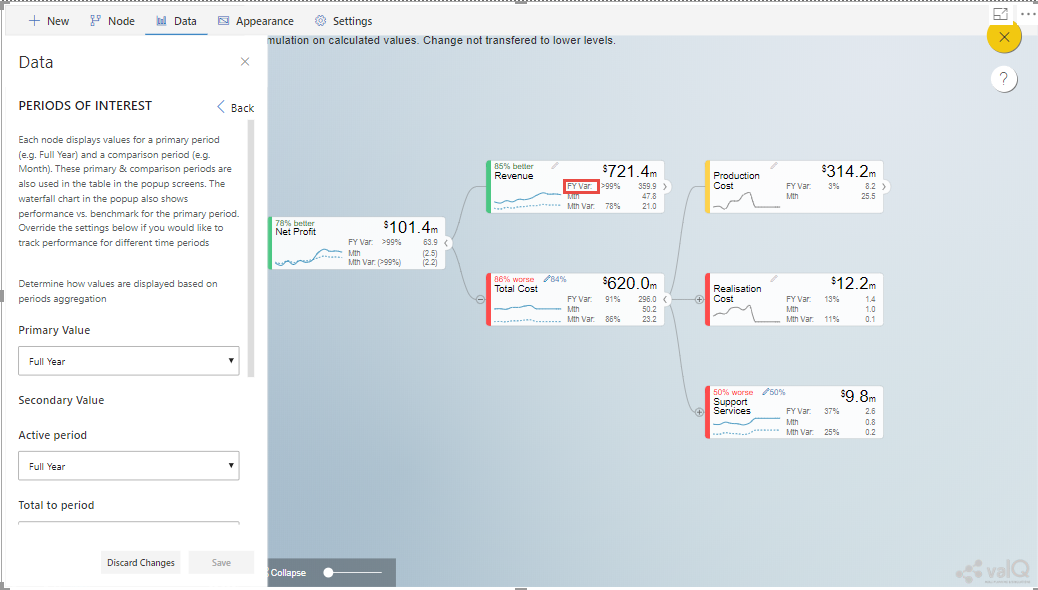 New
Node
Data
Appearance
Settings
mulation on calculated values. Change not transfered to lower levels.
Data
PERIODS OF INTEREST
Back
Each node displays values for a primary period
(e.g. Full Year) and a comparison period (e.g.
Month). These primary & comparison periods are
also used in the table in the popup screens. The
waterfall chart in the popup also shows
performance vs. benchmark for the primary period.
Override the settings below if you would like to
track performance for different time periods
Determine how values are displayed based on
periods aggregation
Primary Value
Full Year
Secondary Value
Active period
Full Year
Total to period
Discard Changes
Save
78% better
Net Profit
$101.4m
FY Var: >99% 63.9
Mth (2.5)
Mth Var: (>99%) (2.2)
85% better
Revenue
$721.4m
FY Var: >99% 359.9
Mth 47.8
Mth Var: 78% 21.0
86% worse 84%
Total Cost
$620.0m
FY Var: 91% 296.0
Mth 50.2
Mth Var: 86% 23.2
Production
Cost
$314.2m
FY Var: 3% 8.2
Mth 25.5
Realisation
Cost
$12.2m
FY Var: 13% 1.4
Mth 1.0
Mth Var: 11% 0.1
50% worse 50%
Support
Services
$9.8m
FY Var: 37% 2.6
Mth 0.8
Mth Var: 25% 0.2
Collapse
?
valQ